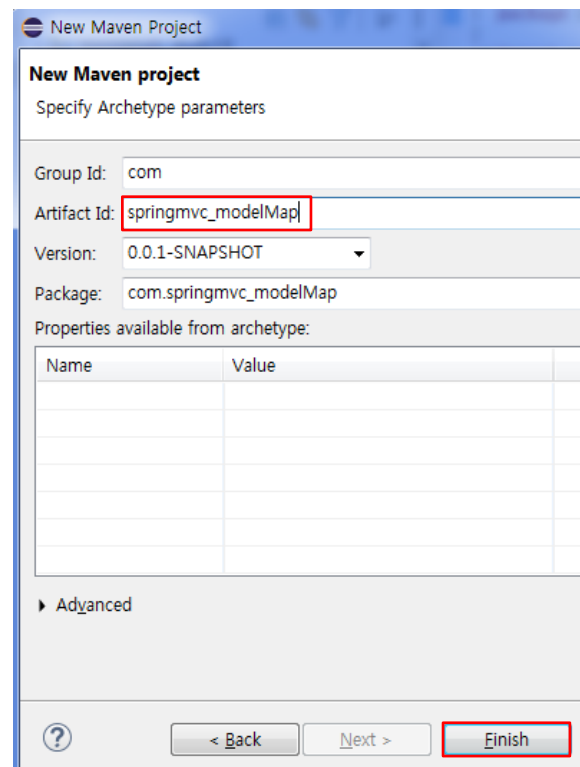 New Maven Project
New Maven project
Specify Archetype parameters
Group Id: com
Artifact Id: springmvc_modelMap
Version: 0.0.1-SNAPSHOT
Package: com.springmvc_modelMap
Properties available from archetype:
Name Value
Advanced
? < Back Next > Finish